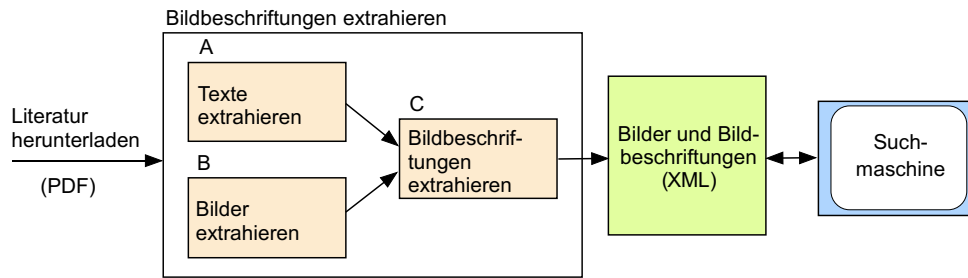 Bildbeschriftungen extrahieren
Literatur
herunterladen
(PDF)
A
Texte
extrahieren
B
Bilder
extrahieren
C
Bildbeschrif-
tungen
extrahieren
Bilder und Bild-
beschriftungen
(XML)
Such-
maschine